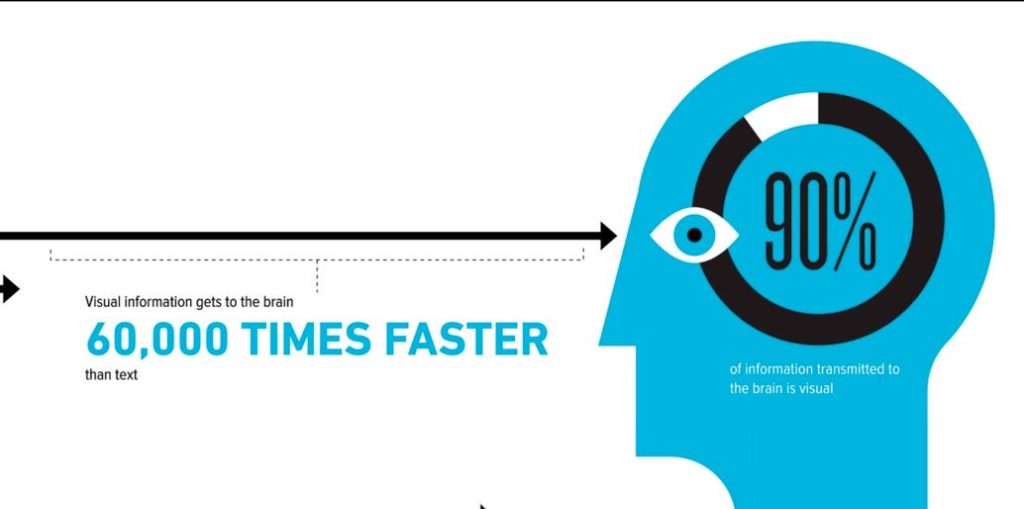 Visual information gets to the brain
60,000 TIMES FASTER
than text
90%
of information transmitted to
the brain is visual